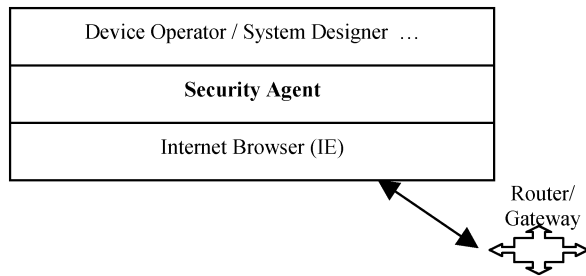 Device Operator / System Designer …
Security Agent
Internet Browser (IE)
Router/
Gateway